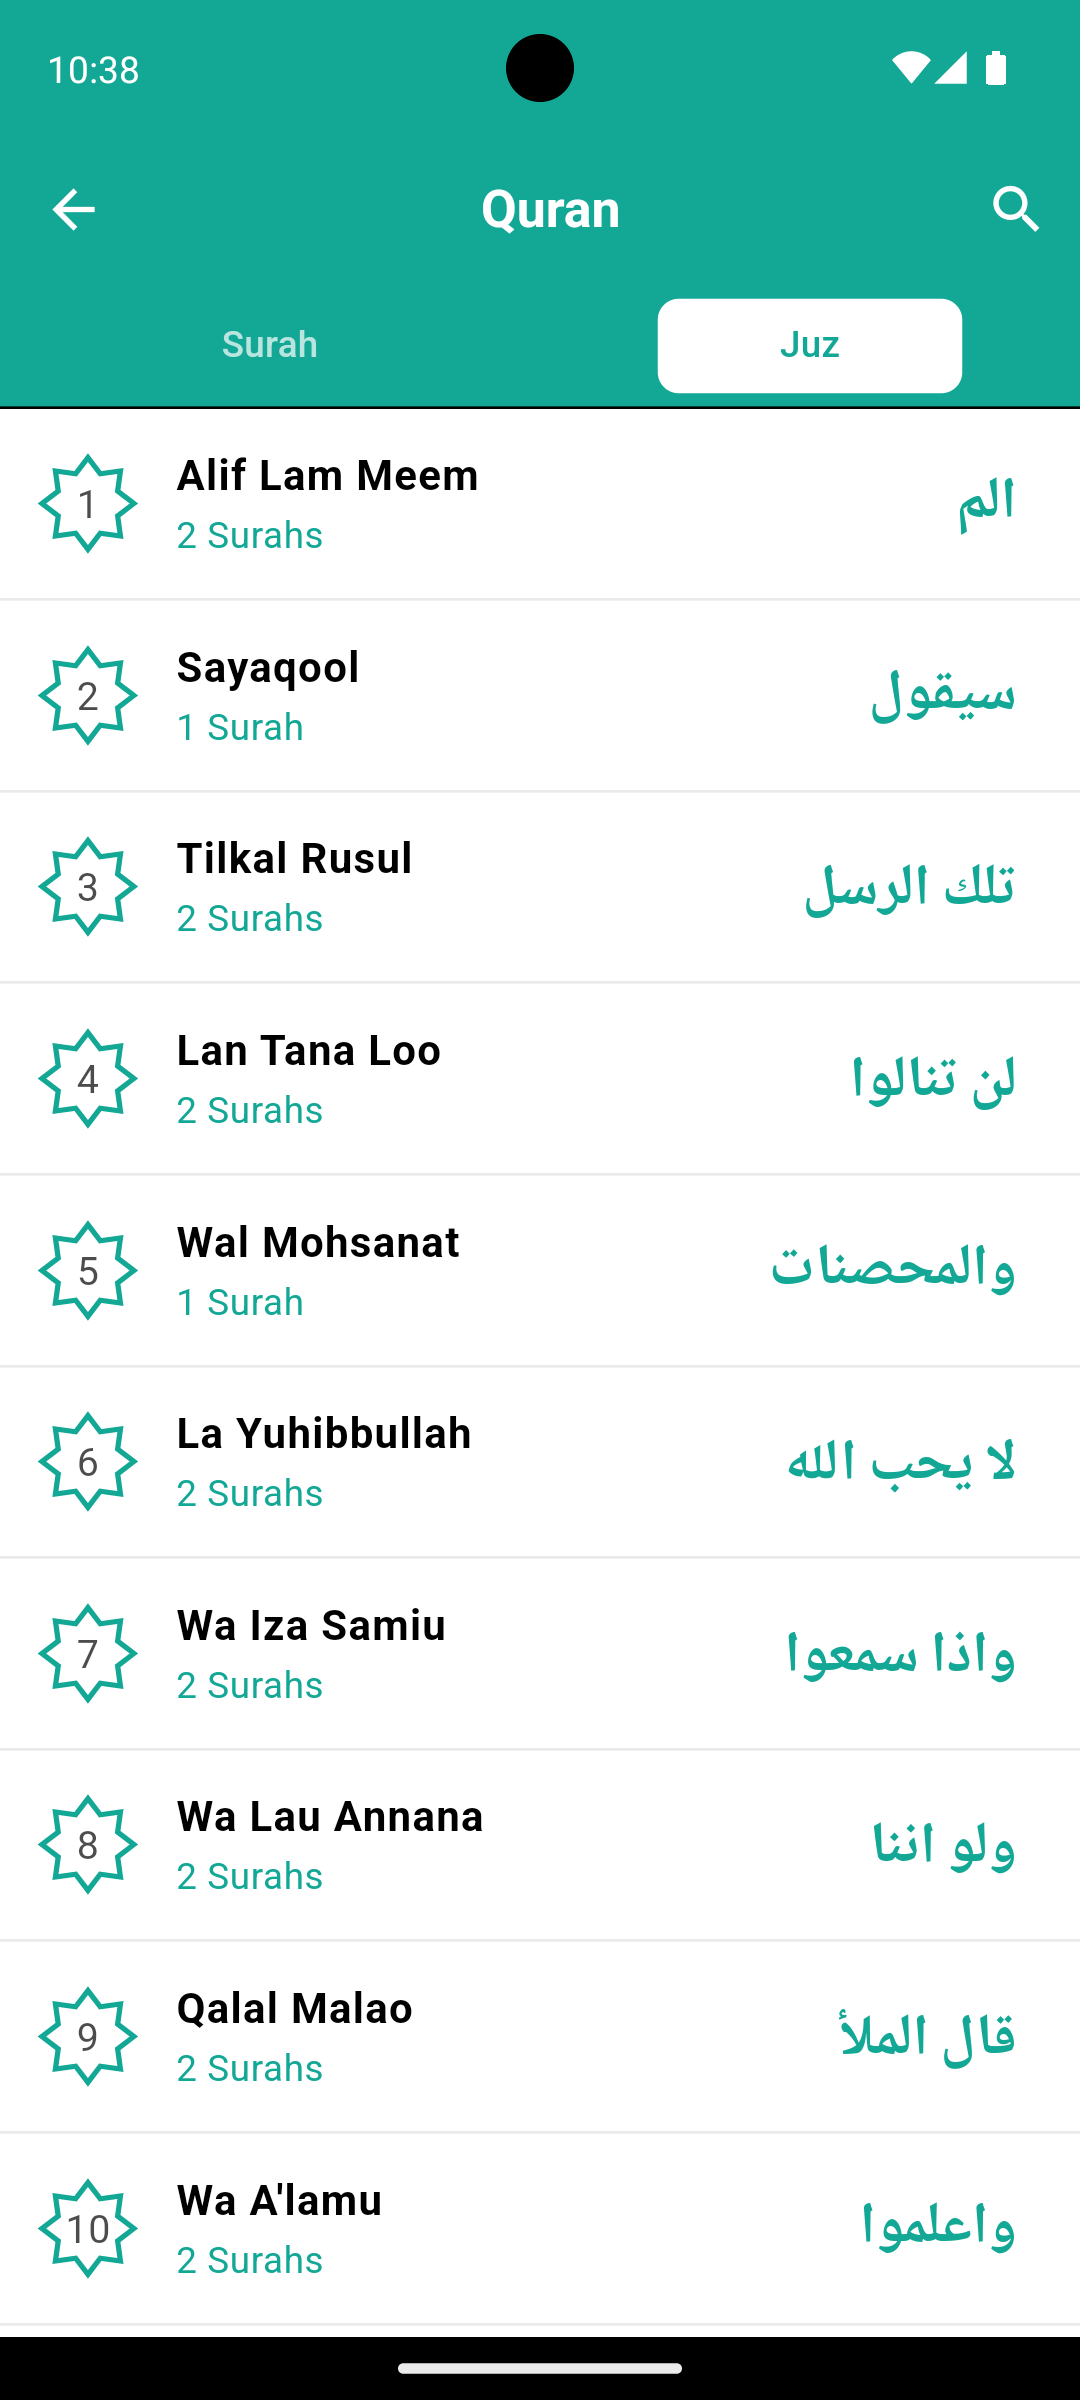 10:38
Quran
Surah
Juz
1
Alif Lam Meem
2 Surahs
الم
2
Sayaqool
1 Surah
سيقول
3
Tilkal Rusul
2 Surahs
تلك الرسل
4
Lan Tana Loo
2 Surahs
لن تنالوا
5
Wal Mohsanat
1 Surah
والمحصنات
6
La Yuhibbullah
2 Surahs
لا يحب الله
7
Wa Iza Samiu
2 Surahs
واذا سمعوا
8
Wa Lau Annana
2 Surahs
ولو اننا
9
Qalal Malao
2 Surahs
قال الملأ
10
Wa A'lamu
2 Surahs
واعلموا